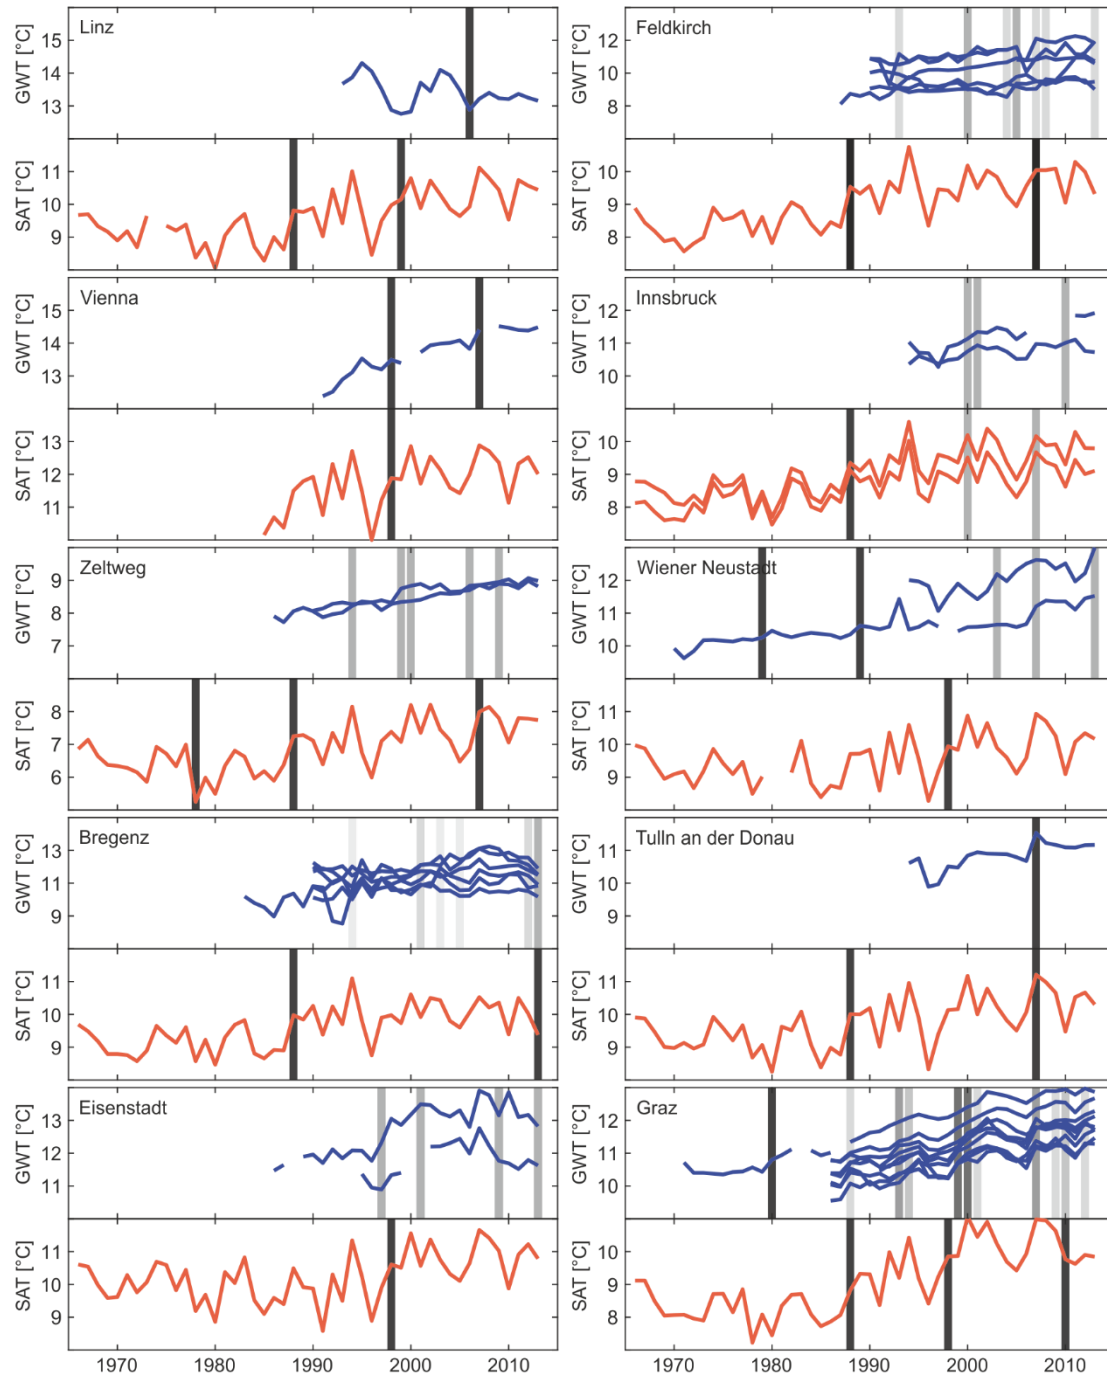 Linz
GWT [°C]
15
14
13
SAT [°C]
11
10
9
Feldkirch
GWT [°C]
12
10
8
SAT [°C]
10
9
8
Vienna
GWT [°C]
15
14
13
SAT [°C]
13
12
11
Innsbruck
GWT [°C]
12
11
10
SAT [°C]
10
9
8
Zeltweg
GWT [°C]
9
8
7
SAT [°C]
8
7
6
Wiener Neustadt
GWT [°C]
12
11
10
SAT [°C]
11
10
9
Bregenz
GWT [°C]
13
11
9
SAT [°C]
11
10
9
Tulln an der Donau
GWT [°C]
11
10
9
SAT [°C]
11
10
9
Eisenstadt
GWT [°C]
13
12
11
SAT [°C]
11
10
9
1970 1980 1990 2000 2010
Graz
GWT [°C]
12
11
10
SAT [°C]
10
9
8
1970 1980 1990 2000 2010